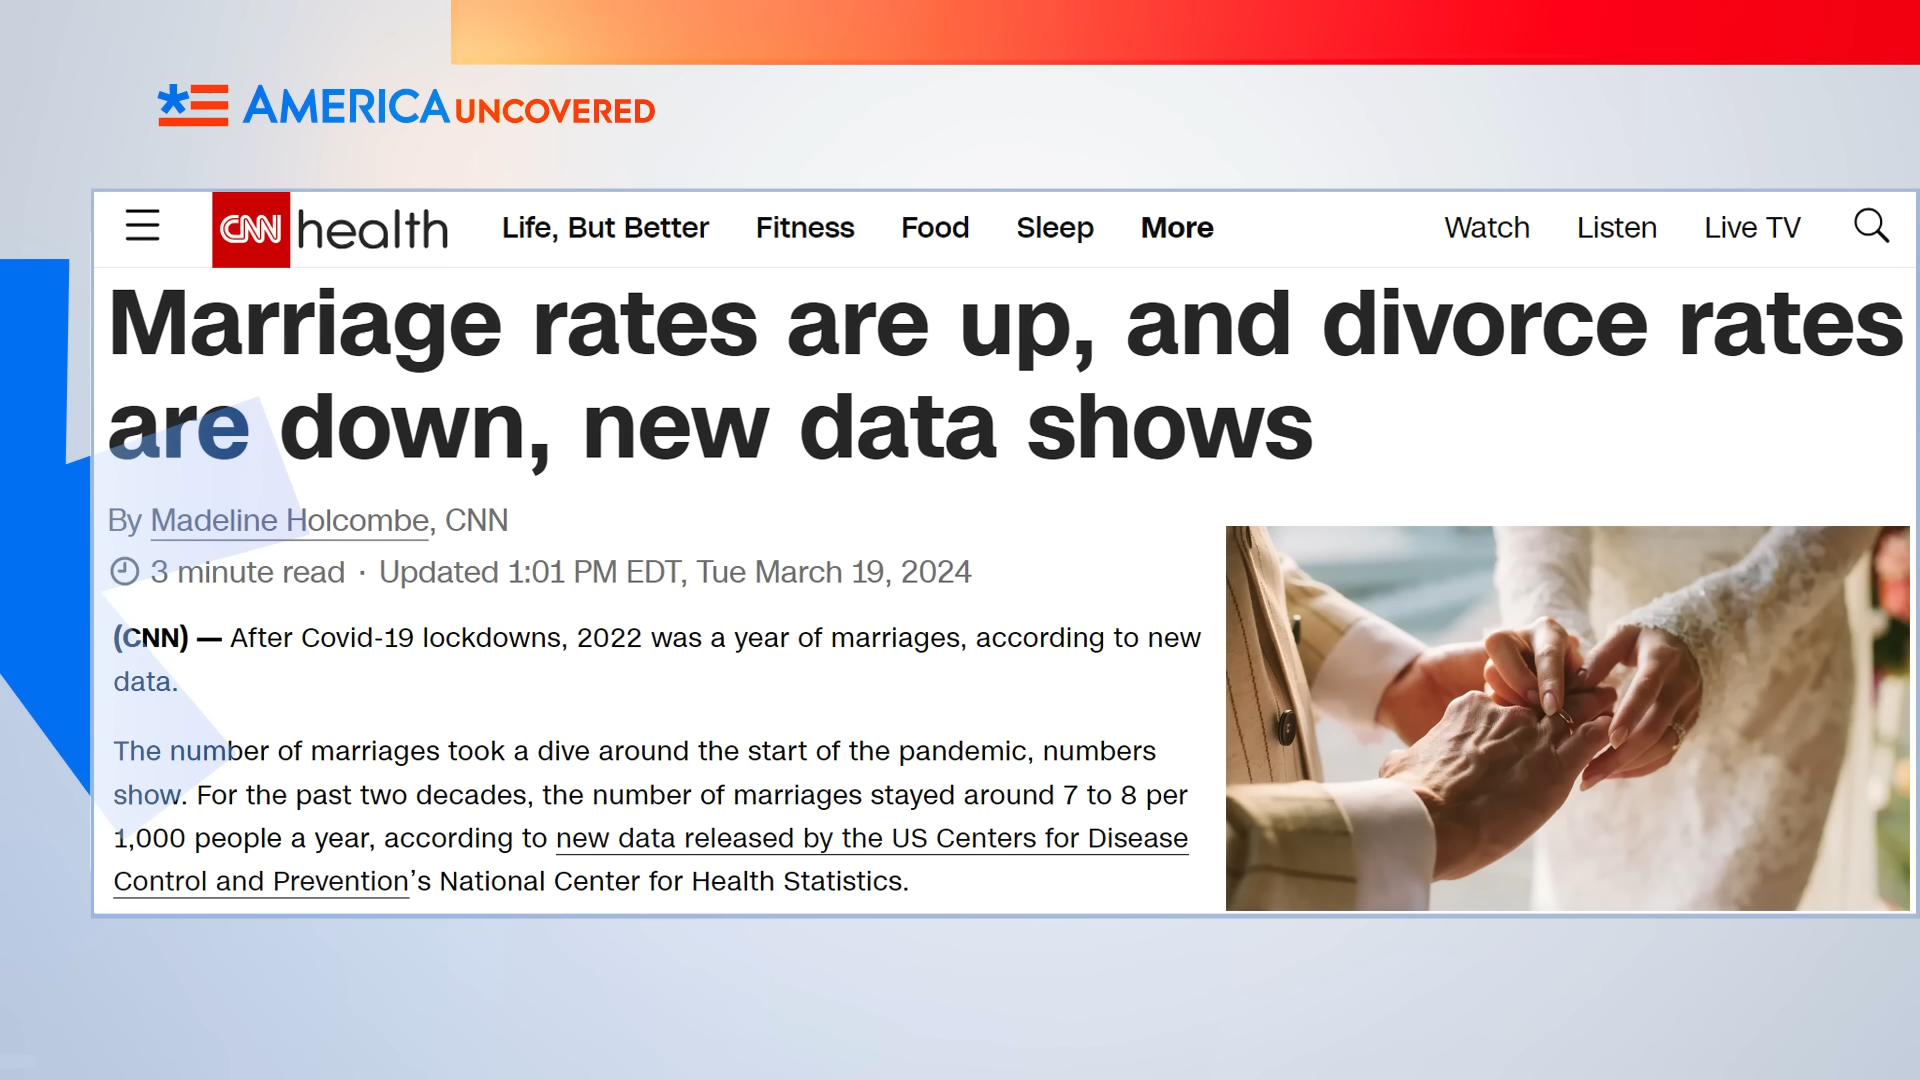 AMERICA UNCOVERED
CNN health Life, But Better Fitness Food Sleep More Watch Listen Live TV
Marriage rates are up, and divorce rates
are down, new data shows
By Madeline Holcombe, CNN
3 minute read · Updated 1:01 PM EDT, Tue March 19, 2024
(CNN) — After Covid-19 lockdowns, 2022 was a year of marriages, according to new
data.
The number of marriages took a dive around the start of the pandemic, numbers
show. For the past two decades, the number of marriages stayed around 7 to 8 per
1,000 people a year, according to new data released by the US Centers for Disease
Control and Prevention’s National Center for Health Statistics.